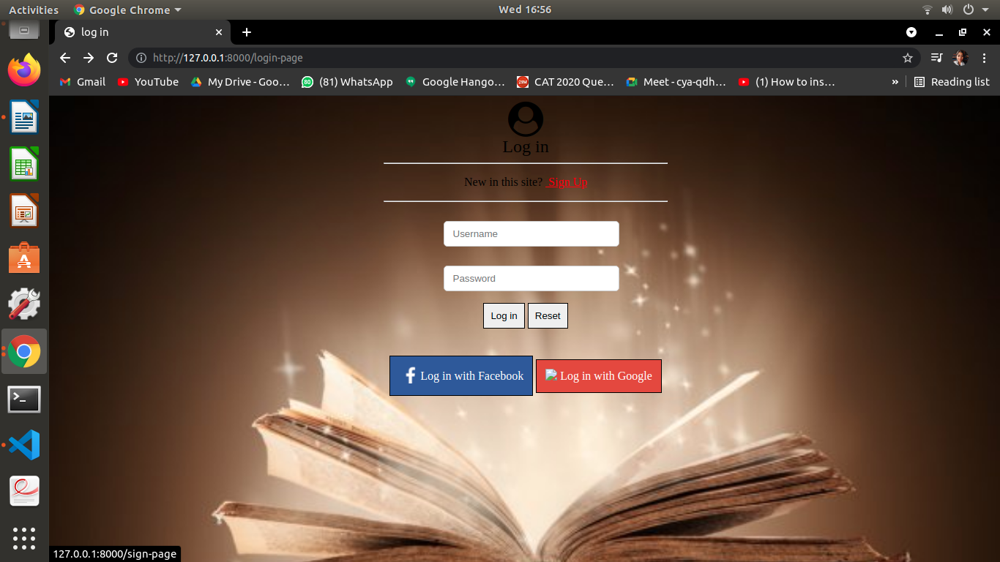 Activities Google Chrome Wed 16:56
log in
http://127.0.0.1:8000/login-page
Gmail YouTube My Drive - Goo… (81) WhatsApp Google Hango… CAT 2020 Que… Meet - cya-qdh… (1) How to ins… » Reading list
Log in
New in this site? Sign Up
Username
Password
Log in Reset
Log in with Facebook Log in with Google
127.0.0.1:8000/sign-page